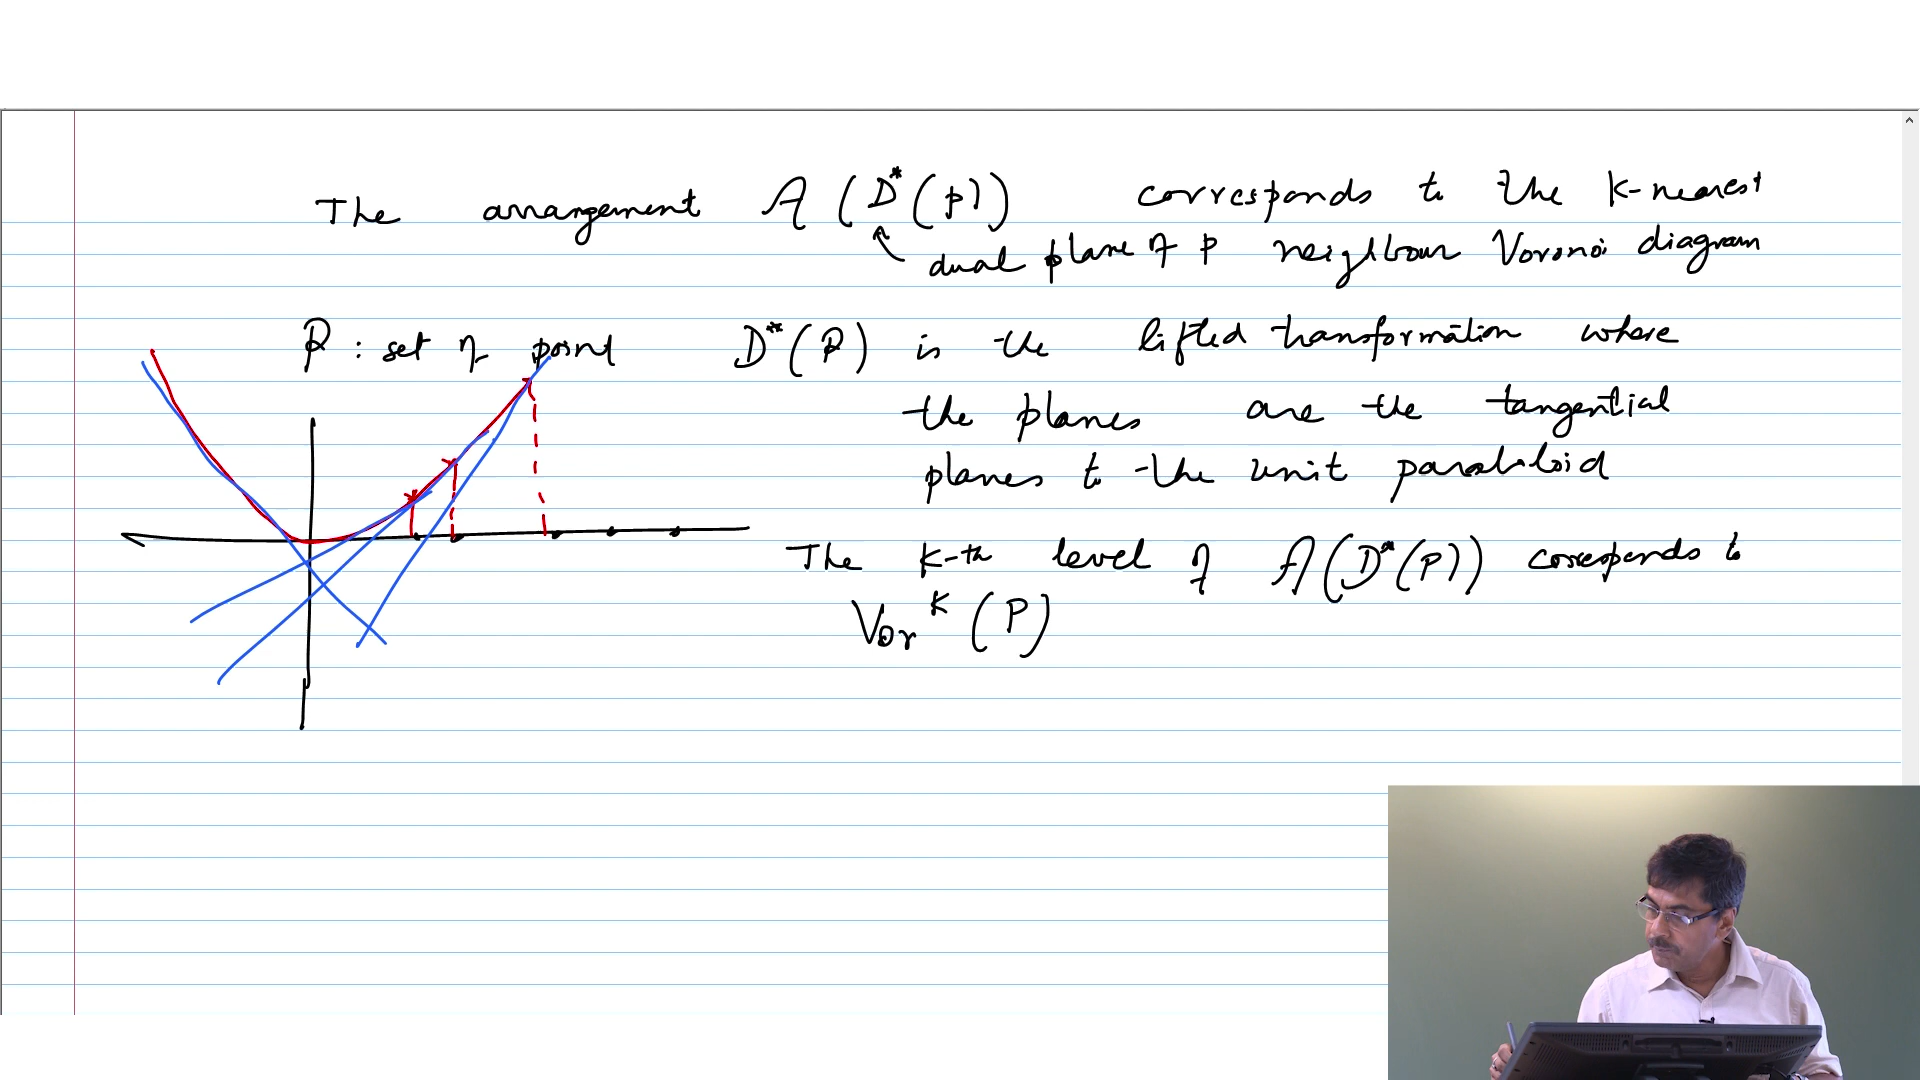 The arrangement A (D*(p)) corresponds to the K-nearest
dual plane of p neighbour Voronoi diagram
P : set of point D*(P) is the lifted transformation where
the planes are the tangential
planes to the unit paraboloid
The K-th level of A(D*(P)) corresponds to
Vor^K (P)